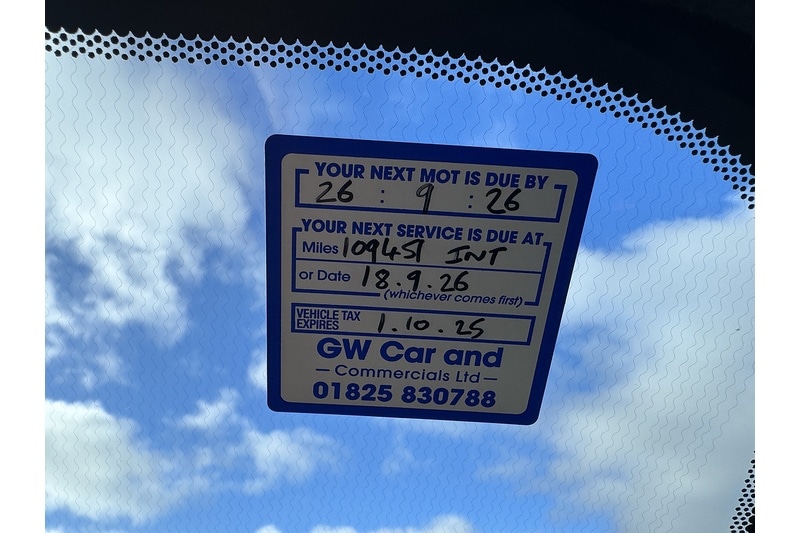 YOUR NEXT MOT IS DUE BY
26 : 9 : 26
YOUR NEXT SERVICE IS DUE AT
Miles 109451 INT
or Date 18.9.26
(whichever comes first)
VEHICLE TAX
EXPIRES 1.10.25
GW Car and
— Commercials Ltd —
01825 830788